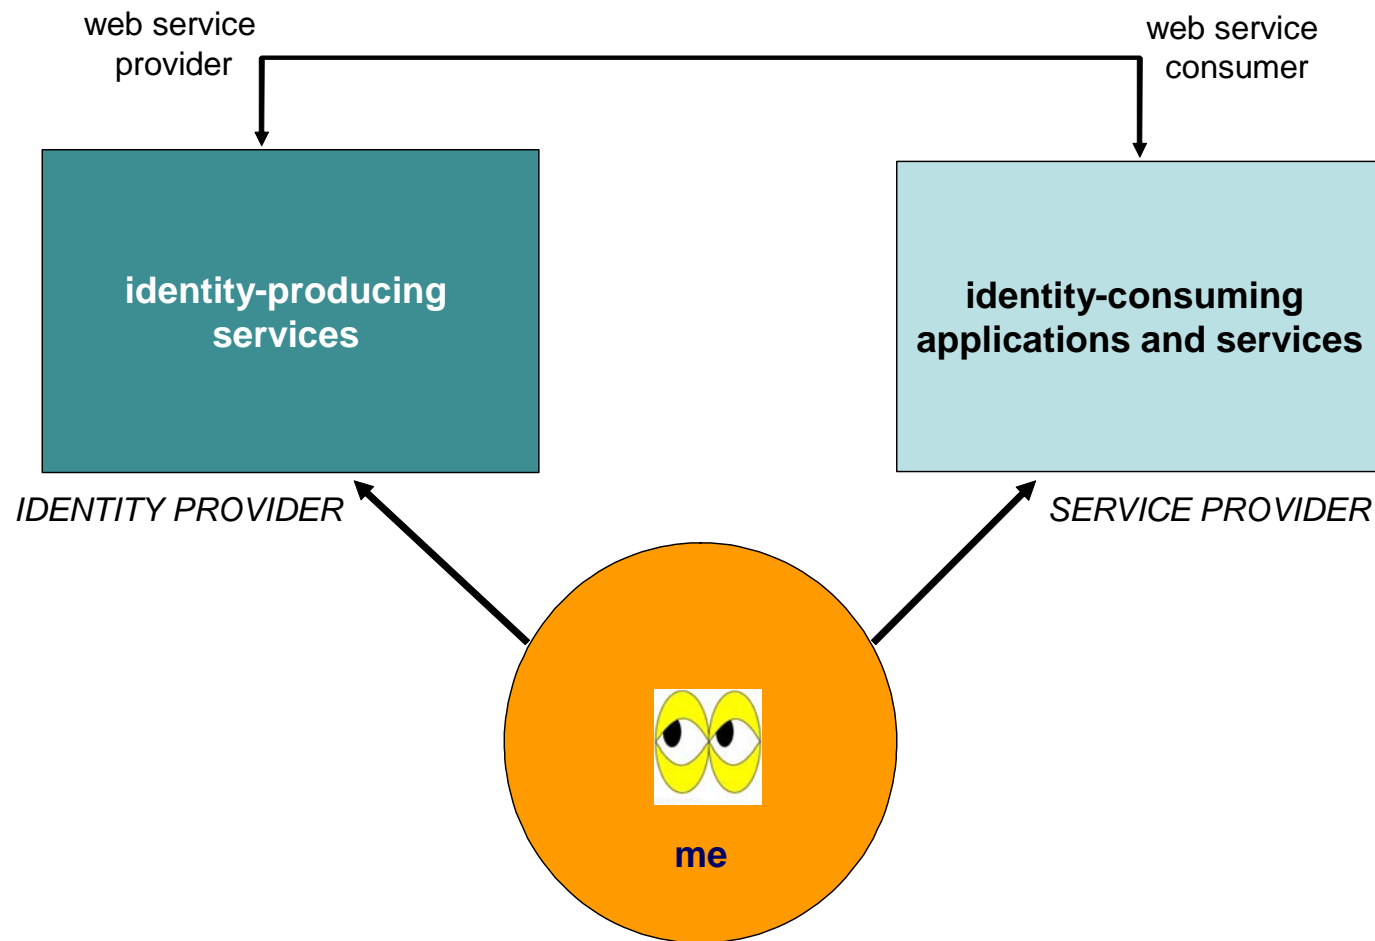 web service
provider
web service
consumer
identity-producing
services
identity-consuming
applications and services
IDENTITY PROVIDER
SERVICE PROVIDER
me